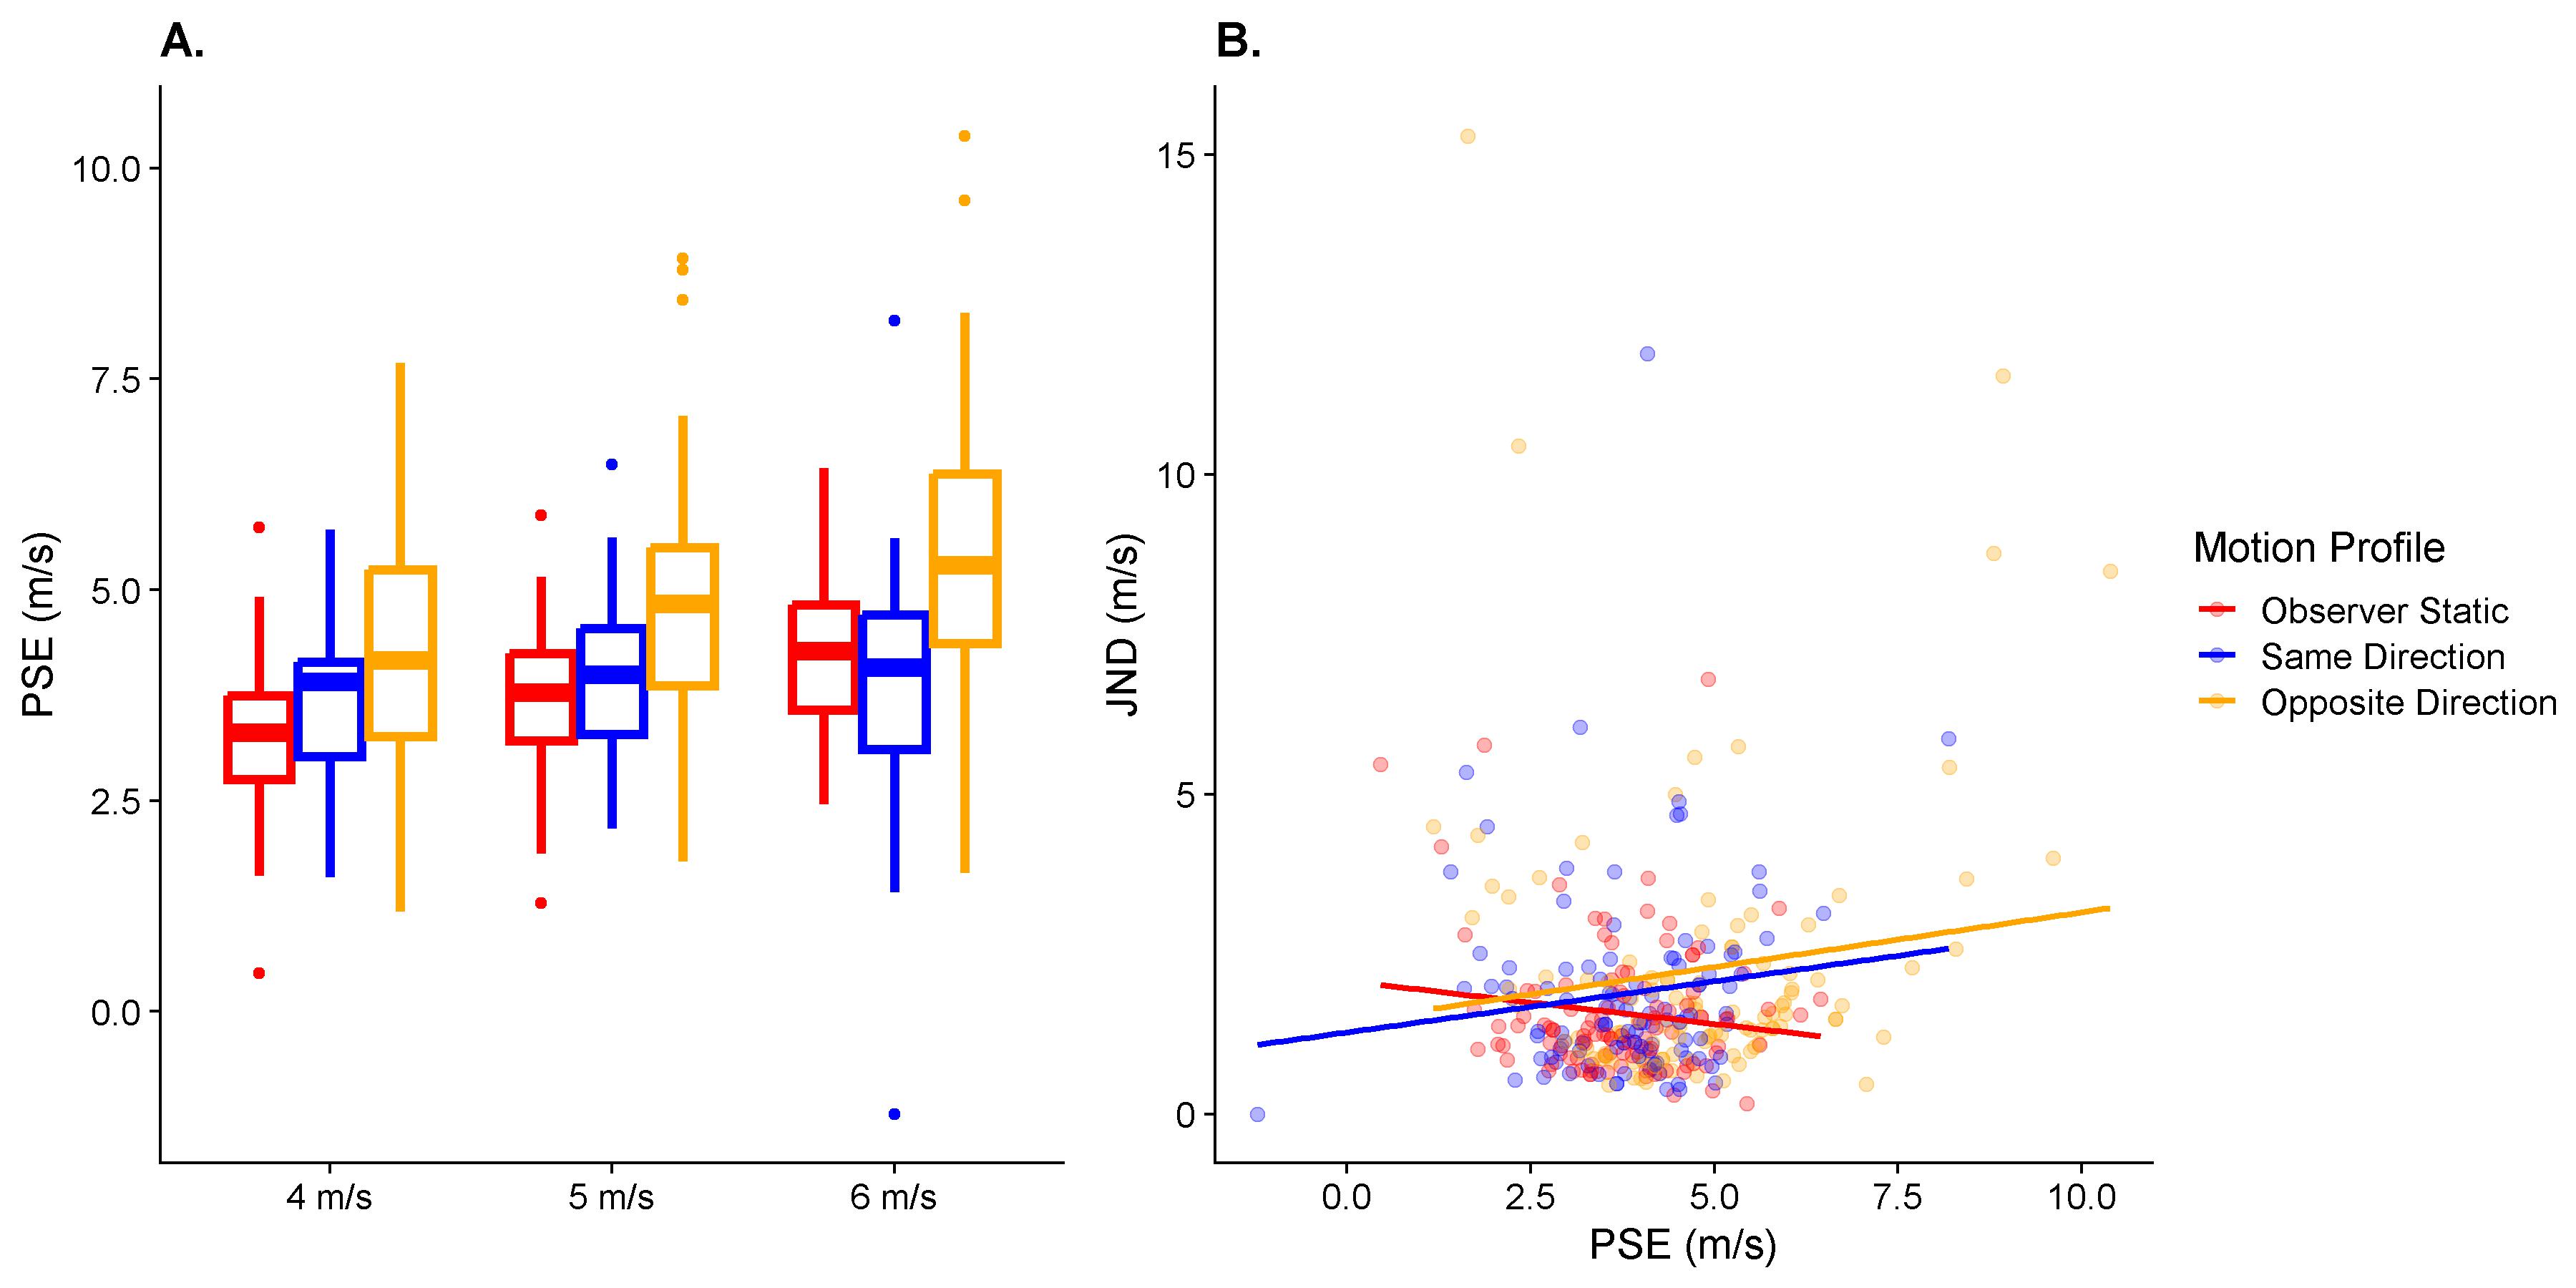 A.
PSE (m/s)
10.0
7.5
5.0
2.5
0.0
4 m/s
5 m/s
6 m/s
B.
JND (m/s)
15
10
5
0
0.0
2.5
5.0
7.5
10.0
PSE (m/s)
Motion Profile
Observer Static
Same Direction
Opposite Direction